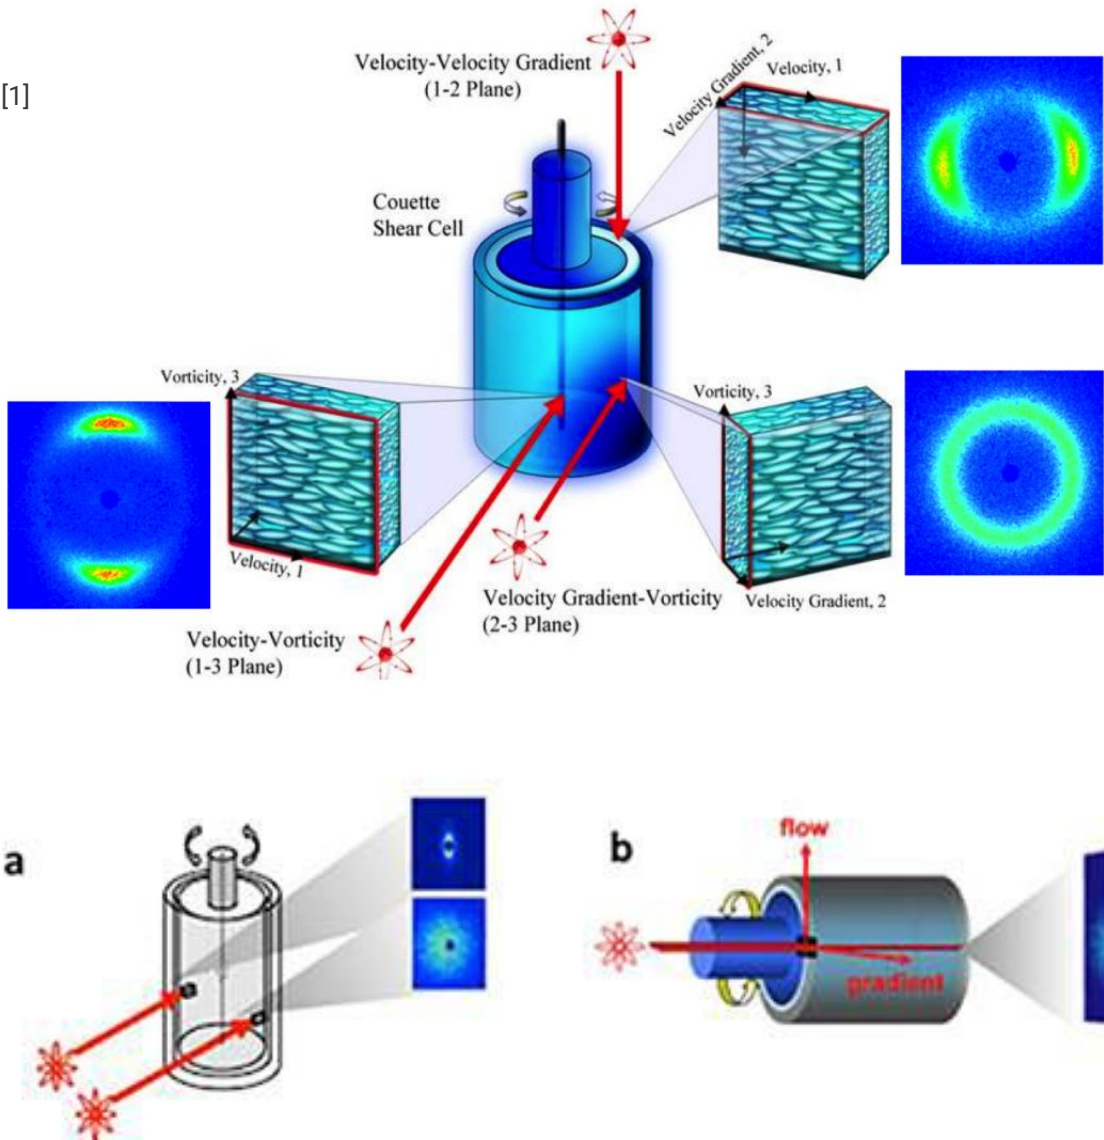 [1]
Velocity-Velocity Gradient
(1-2 Plane)
Velocity Gradient, 2
Velocity, 1
Couette
Shear Cell
Vorticity, 3
Velocity, 1
Vorticity, 3
Velocity Gradient, 2
Velocity Gradient-Vorticity
(2-3 Plane)
Velocity-Vorticity
(1-3 Plane)
a
b
flow
gradient